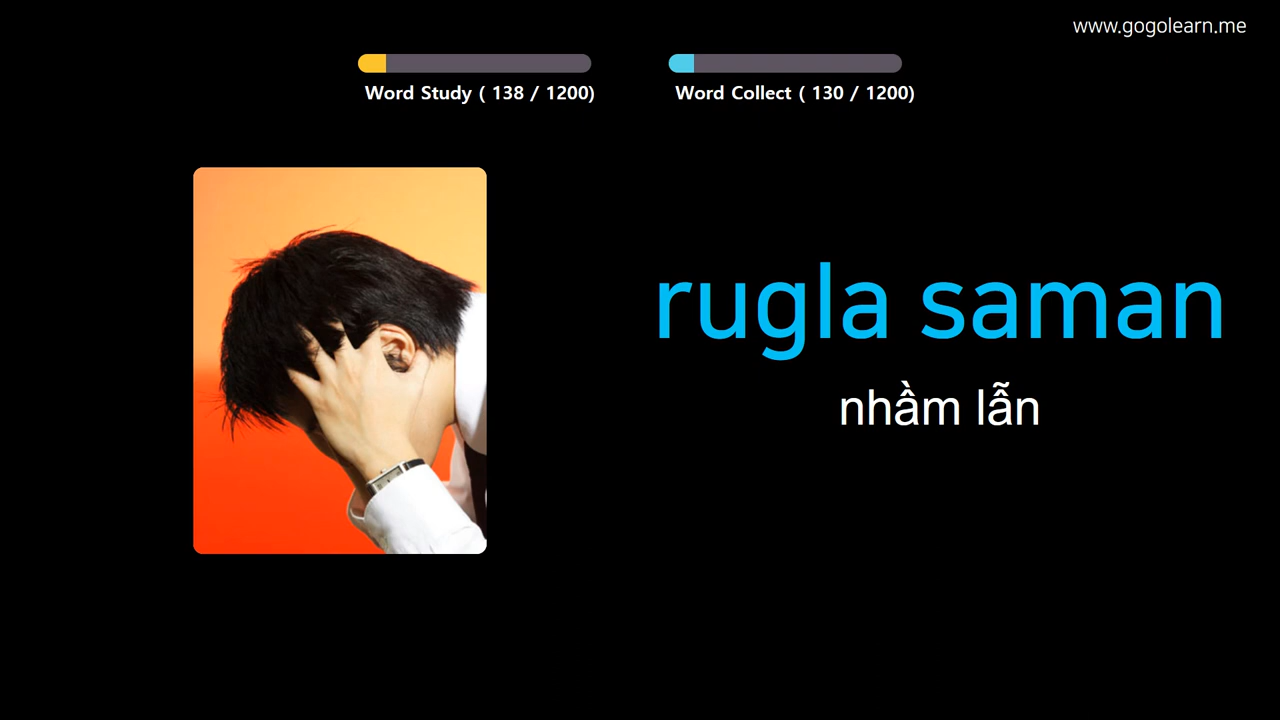 www.gogolearn.me
Word Study ( 138 / 1200)
Word Collect ( 130 / 1200)
rugla saman
nhầm lẫn